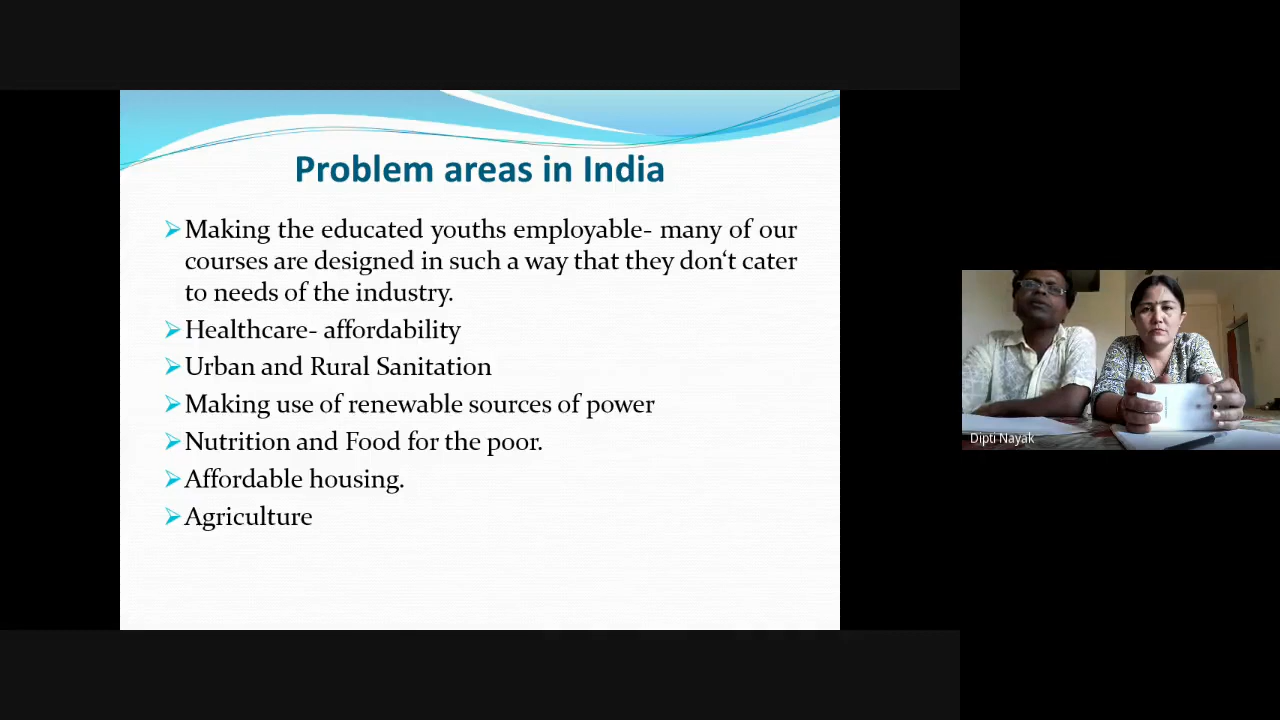 Problem areas in India
➢Making the educated youths employable- many of our
courses are designed in such a way that they don‘t cater
to needs of the industry.
➢Healthcare- affordability
➢Urban and Rural Sanitation
➢Making use of renewable sources of power
➢Nutrition and Food for the poor.
➢Affordable housing.
➢Agriculture
Dipti Nayak